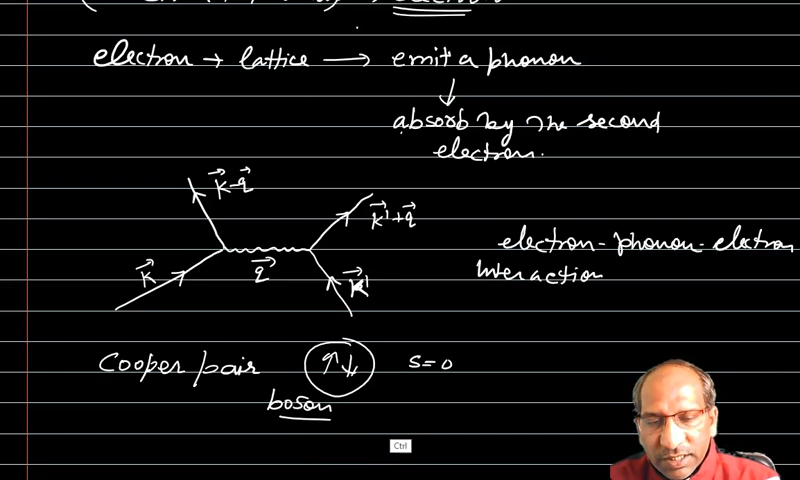 electron + lattice → emit a phonon
↓
absorb by the second
electron.
K⃗-q⃗
K⃗'+q⃗
K⃗
q⃗
K⃗'
electron-phonon-electron
Interaction
Cooper pair ↑↓ S=0
boson
Ctrl